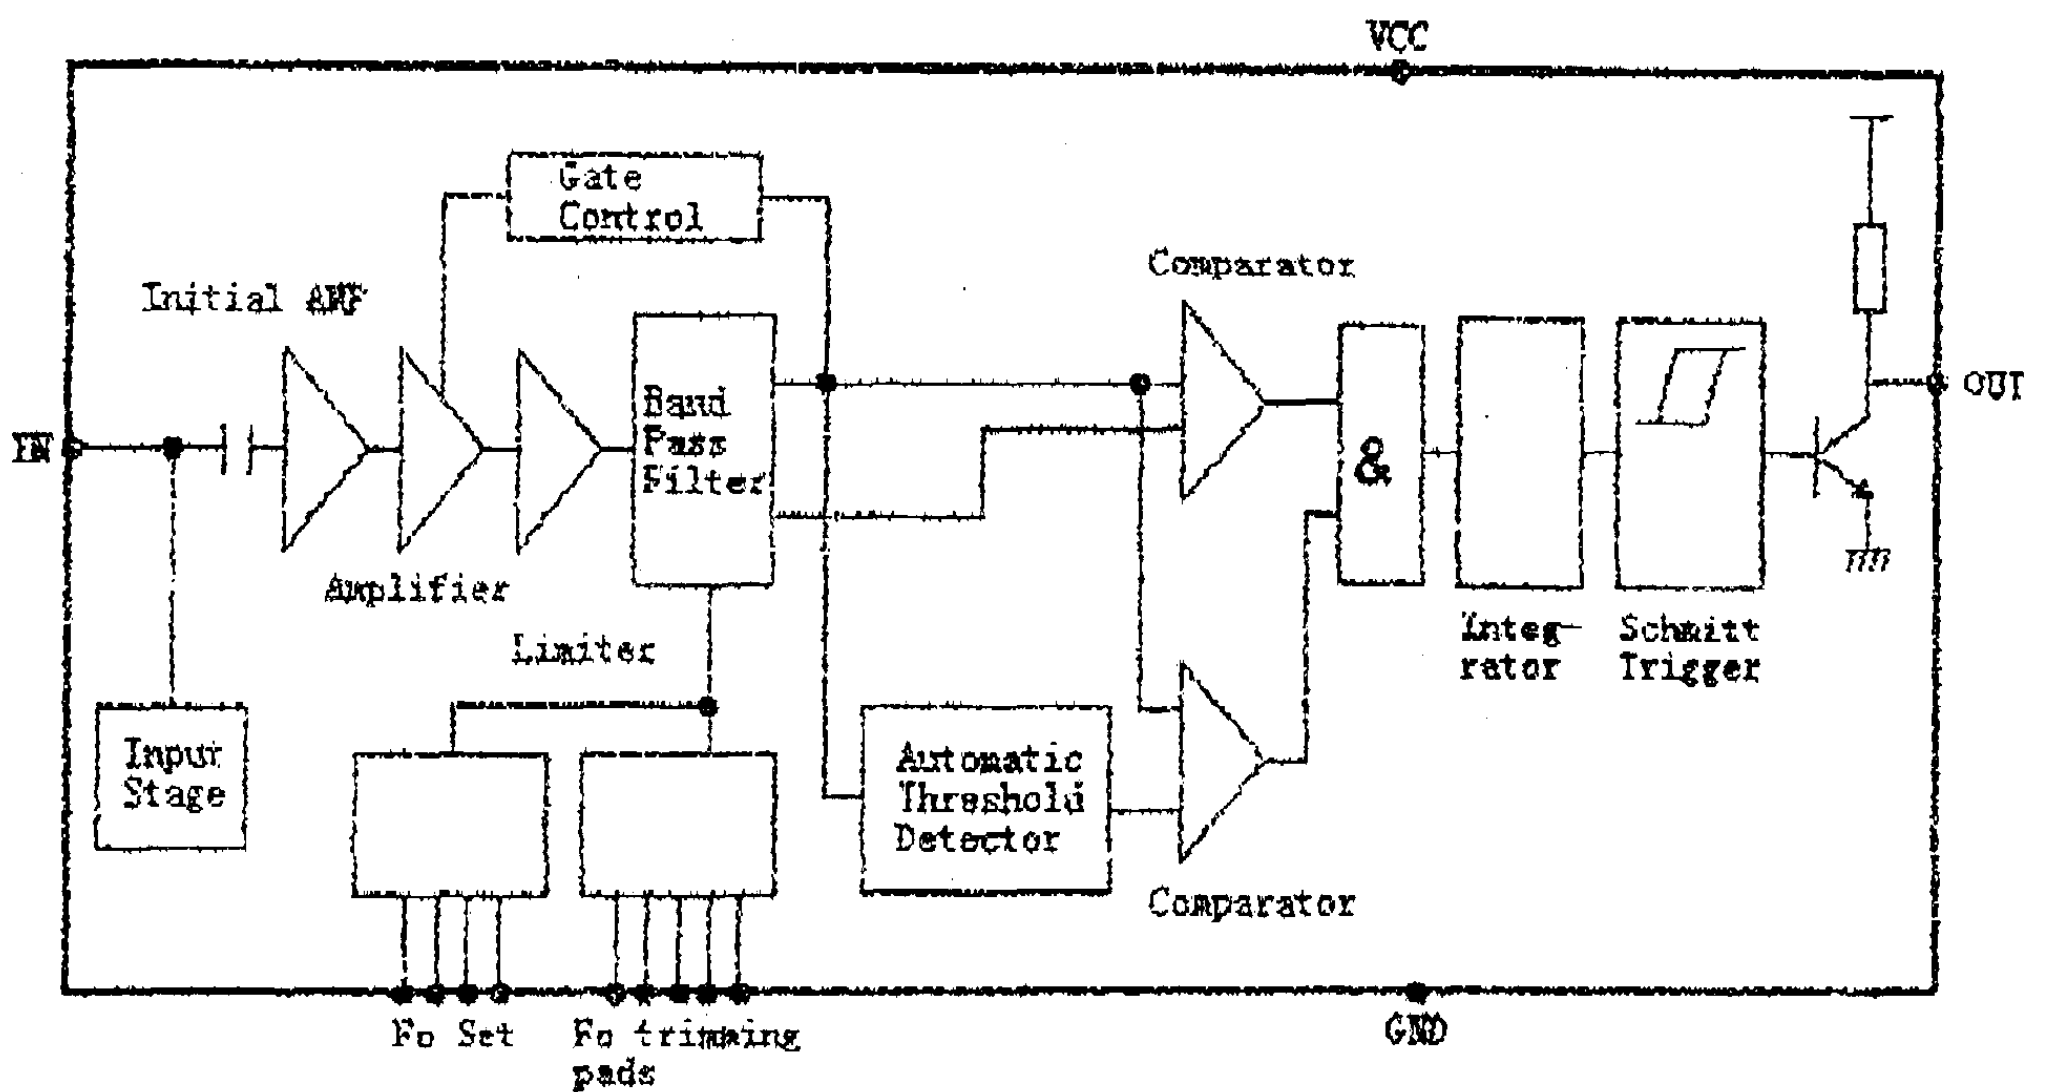 VCC
Gate
Control
Comparator
Initial AMP
Band
Pass
Filter
IN
OUT
&
Amplifier
Limiter
Integ-
rator
Schmitt
Trigger
Input
Stage
Automatic
Threshold
Detector
Comparator
Fo Set
Fo trimming
pads
GND